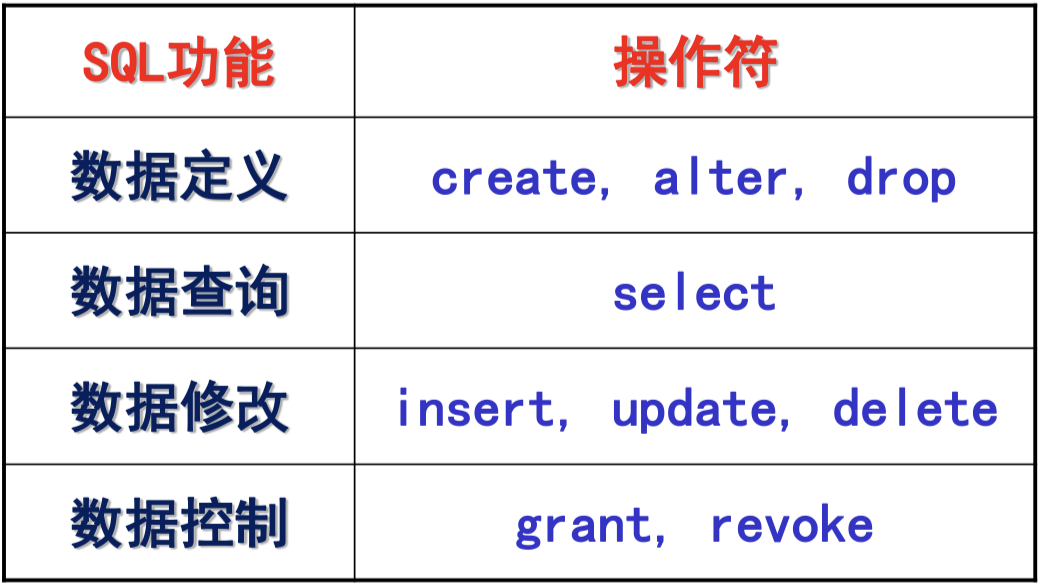 SQL功能 操作符
数据定义 create, alter, drop
数据查询 select
数据修改 insert, update, delete
数据控制 grant, revoke